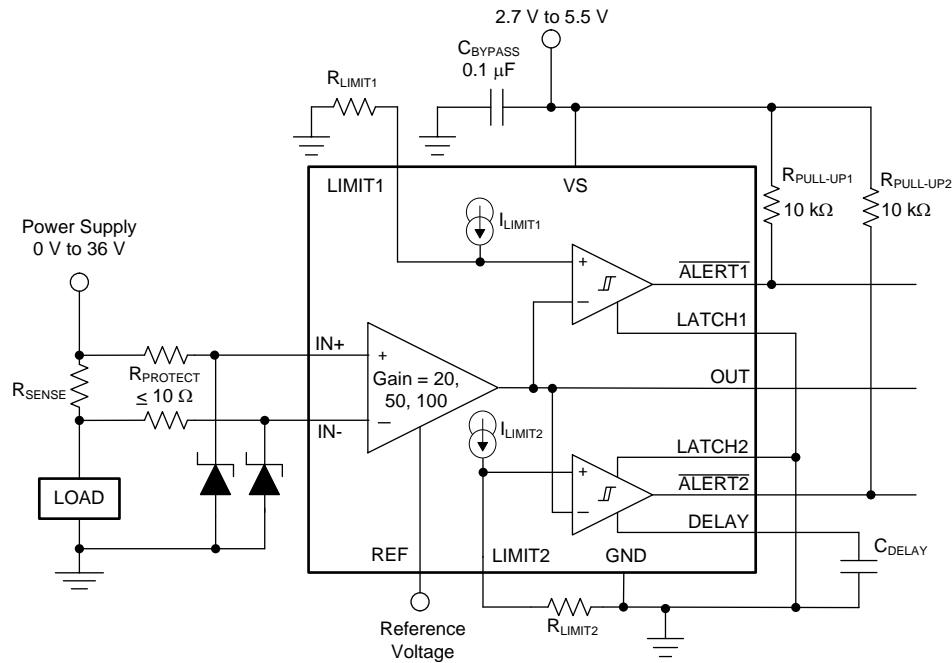 2.7 V to 5.5 V
CBYPASS
0.1 µF
RLIMIT1
LIMIT1
VS
RPULL-UP1
10 kΩ
RPULL-UP2
10 kΩ
Power Supply
0 V to 36 V
ILIMIT1
+
−
ALERT1
LATCH1
IN+
RSENSE
RPROTECT
≤ 10 Ω
+
Gain = 20,
50, 100
−
OUT
IN-
ILIMIT2
LATCH2
+
−
ALERT2
LOAD
DELAY
REF
LIMIT2
GND
CDELAY
RLIMIT2
Reference
Voltage